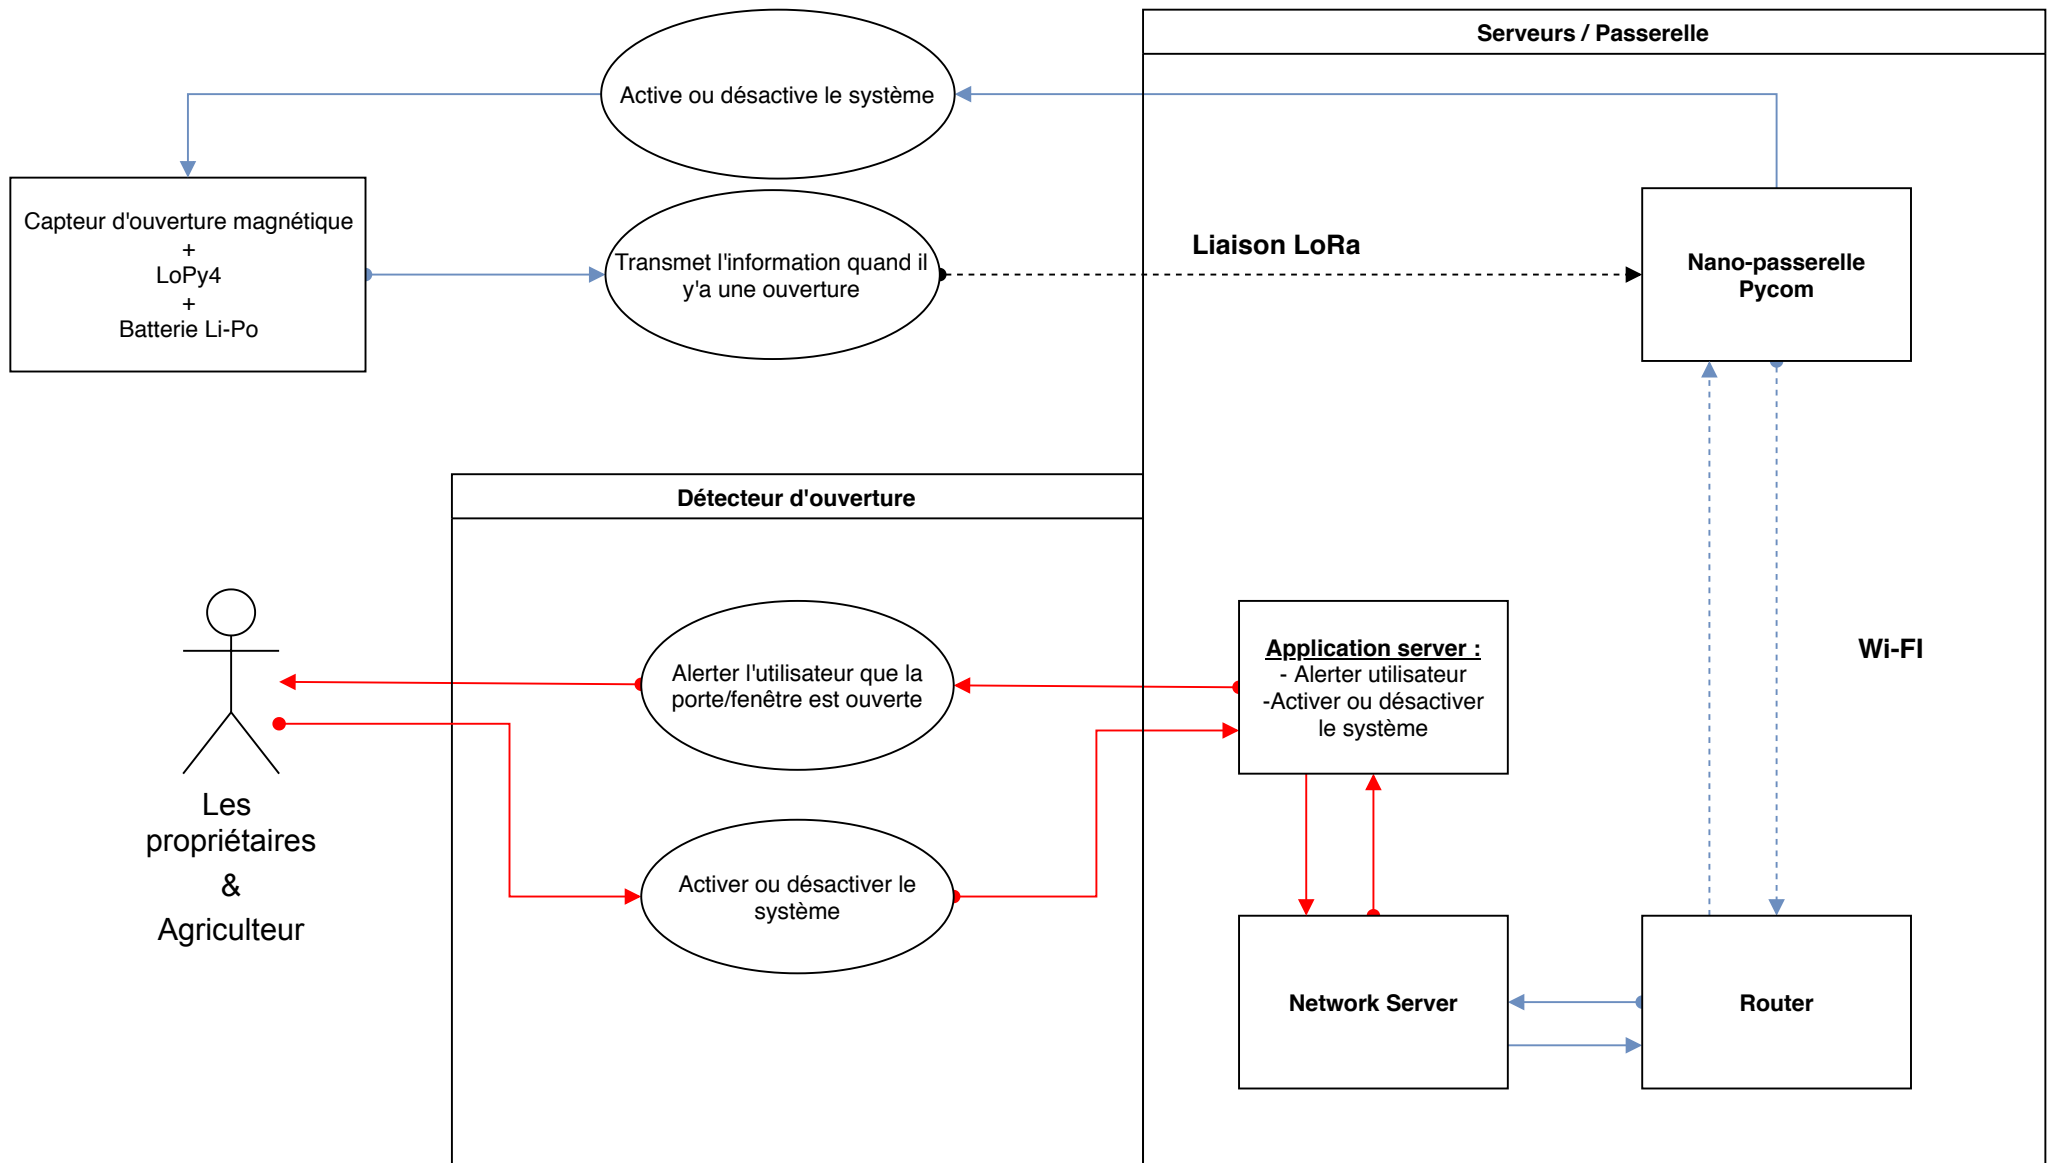 Serveurs / Passerelle
Active ou désactive le système
Capteur d'ouverture magnétique
+
LoPy4
+
Batterie Li-Po
Transmet l'information quand il
y'a une ouverture
Liaison LoRa
Nano-passerelle
Pycom
Détecteur d'ouverture
Les
propriétaires
&
Agriculteur
Alerter l'utilisateur que la
porte/fenêtre est ouverte
Application server :
- Alerter utilisateur
-Activer ou désactiver
le système
Wi-FI
Activer ou désactiver le
système
Network Server
Router